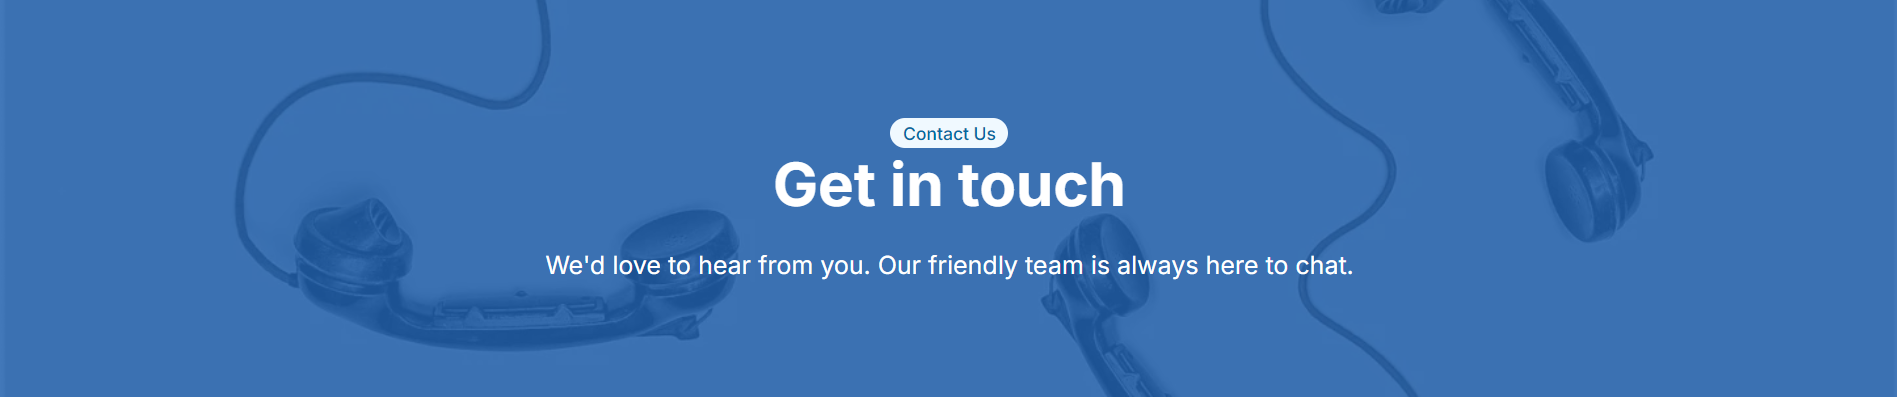 Contact Us
Get in touch
We'd love to hear from you. Our friendly team is always here to chat.